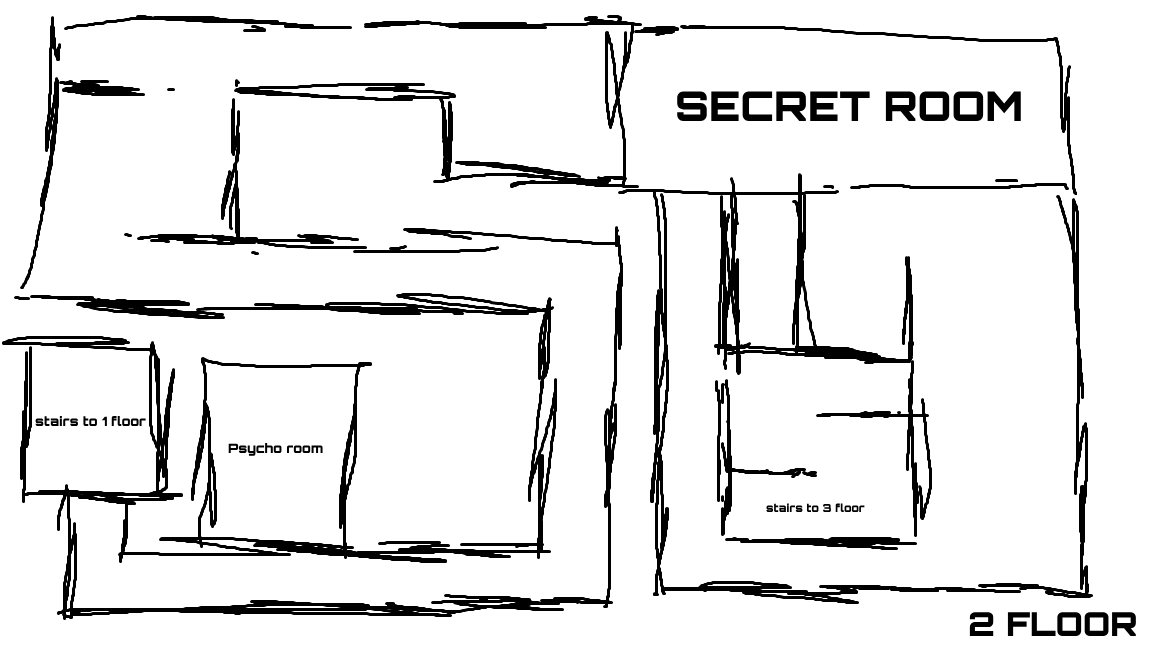 SECRET ROOM
stairs to 1 floor
Psycho room
stairs to 3 floor
2 FLOOR